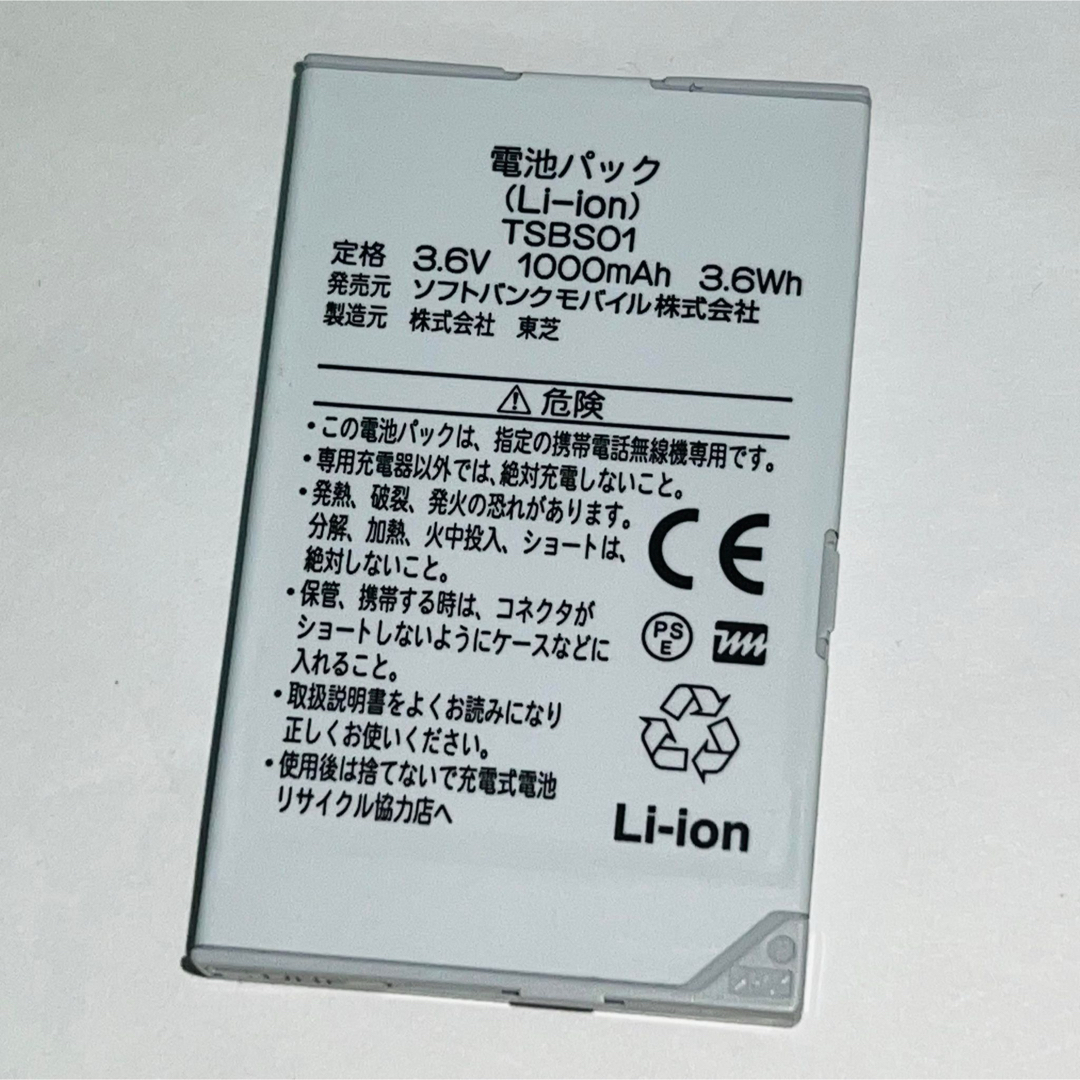 電池パック
(Li-ion)
TSBS01
定格 3.6V 1000mAh 3.6Wh
発売元 ソフトバンクモバイル株式会社
製造元 株式会社 東芝
⚠ 危険
・この電池パックは、指定の携帯電話無線機専用です。
・専用充電器以外では、絶対充電しないこと。
・発熱、破裂、発火の恐れがあります。
分解、加熱、火中投入、ショートは、
絶対しないこと。
・保管、携帯する時は、コネクタが
ショートしないようにケースなどに
入れること。
・取扱説明書をよくお読みになり
正しくお使いください。
・使用後は捨てないで充電式電池
リサイクル協力店へ
CE
PS
E
Li-ion